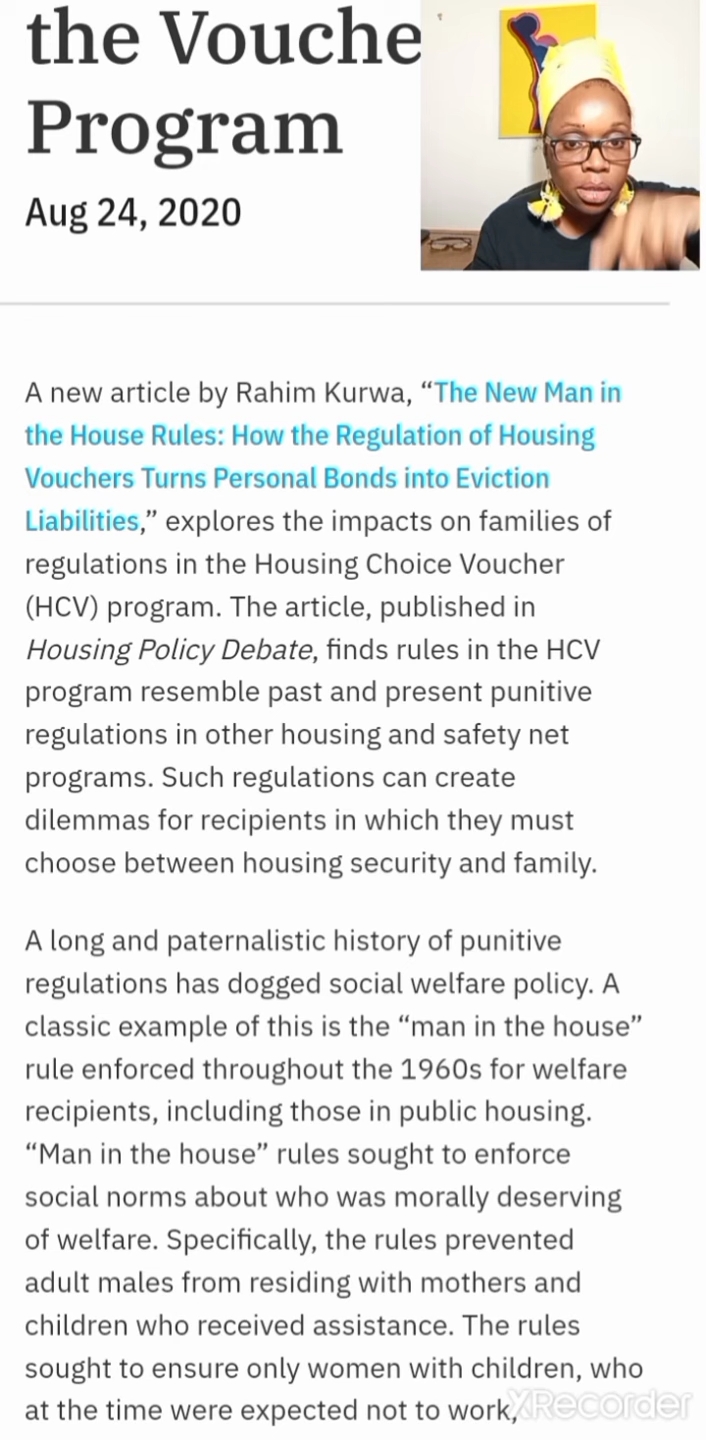 the Vouche
Program
Aug 24, 2020
A new article by Rahim Kurwa, “The New Man in
the House Rules: How the Regulation of Housing
Vouchers Turns Personal Bonds into Eviction
Liabilities,” explores the impacts on families of
regulations in the Housing Choice Voucher
(HCV) program. The article, published in
Housing Policy Debate, finds rules in the HCV
program resemble past and present punitive
regulations in other housing and safety net
programs. Such regulations can create
dilemmas for recipients in which they must
choose between housing security and family.
A long and paternalistic history of punitive
regulations has dogged social welfare policy. A
classic example of this is the “man in the house”
rule enforced throughout the 1960s for welfare
recipients, including those in public housing.
“Man in the house” rules sought to enforce
social norms about who was morally deserving
of welfare. Specifically, the rules prevented
adult males from residing with mothers and
children who received assistance. The rules
sought to ensure only women with children, who
at the time were expected not to work,
XRecorder